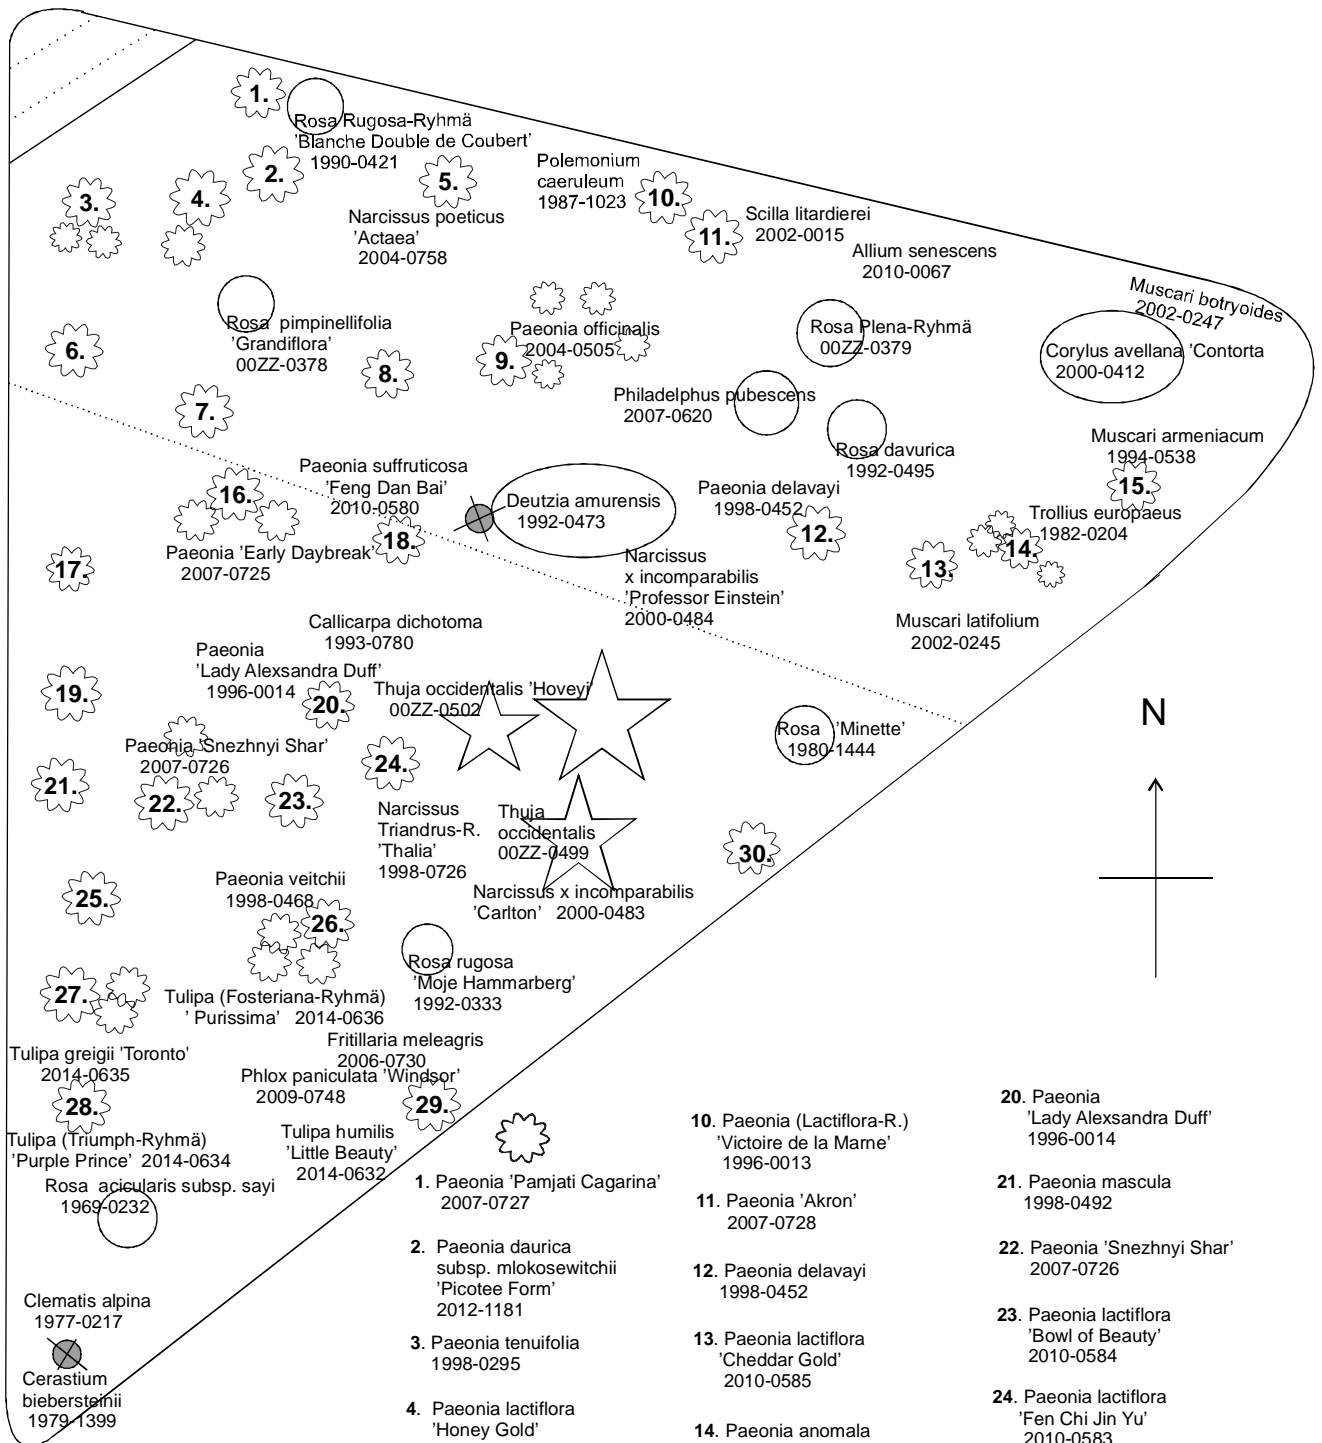 1.
Rosa Rugosa-Ryhmä
'Blanche Double de Coubert'
1990-0421
2.
3.
4.
5.
Narcissus poeticus
'Actaea'
2004-0758
Polemonium
caeruleum
1987-1023
10.
11.
Scilla litardierei
2002-0015
Allium senescens
2010-0067
Muscari botryoides
2002-0247
Rosa pimpinellifolia
'Grandiflora'
00ZZ-0378
6.
7.
8.
9.
Paeonia officinalis
2004-0505
Rosa Plena-Ryhmä
00ZZ-0379
Corylus avellana 'Contorta
2000-0412
Philadelphus pubescens
2007-0620
Rosa davurica
1992-0495
Muscari armeniacum
1994-0538
15.
Paeonia suffruticosa
'Feng Dan Bai'
2010-0580
16.
Deutzia amurensis
1992-0473
Paeonia delavayi
1998-0452
12.
Trollius europaeus
1982-0204
14.
13.
18.
Paeonia 'Early Daybreak'
2007-0725
17.
Narcissus
x incomparabilis
'Professor Einstein'
2000-0484
Muscari latifolium
2002-0245
Callicarpa dichotoma
1993-0780
Paeonia
'Lady Alexsandra Duff'
1996-0014
19.
20.
Thuja occidentalis 'Hoveyi'
00ZZ-0502
Rosa 'Minette'
1980-1444
N
Paeonia 'Snezhnyi Shar'
2007-0726
21.
22.
23.
24.
Narcissus
Triandrus-R.
'Thalia'
1998-0726
Thuja
occidentalis
00ZZ-0499
30.
Narcissus x incomparabilis
'Carlton' 2000-0483
Paeonia veitchii
1998-0468
25.
26.
Rosa rugosa
'Moje Hammarberg'
1992-0333
27.
Tulipa (Fosteriana-Ryhmä)
' Purissima' 2014-0636
Fritillaria meleagris
2006-0730
Tulipa greigii 'Toronto'
2014-0635
Phlox paniculata 'Windsor'
2009-0748
28.
29.
Tulipa (Triumph-Ryhmä)
'Purple Prince' 2014-0634
Tulipa humilis
'Little Beauty'
2014-0632
Rosa acicularis subsp. sayi
1969-0232
Clematis alpina
1977-0217
Cerastium
biebersteinii
1979-1399
1. Paeonia 'Pamjati Cagarina'
2007-0727
2. Paeonia daurica
subsp. mlokosewitchii
'Picotee Form'
2012-1181
3. Paeonia tenuifolia
1998-0295
4. Paeonia lactiflora
'Honey Gold'
10. Paeonia (Lactiflora-R.)
'Victoire de la Marne'
1996-0013
11. Paeonia 'Akron'
2007-0728
12. Paeonia delavayi
1998-0452
13. Paeonia lactiflora
'Cheddar Gold'
2010-0585
14. Paeonia anomala
20. Paeonia
'Lady Alexsandra Duff'
1996-0014
21. Paeonia mascula
1998-0492
22. Paeonia 'Snezhnyi Shar'
2007-0726
23. Paeonia lactiflora
'Bowl of Beauty'
2010-0584
24. Paeonia lactiflora
'Fen Chi Jin Yu'
2010-0583